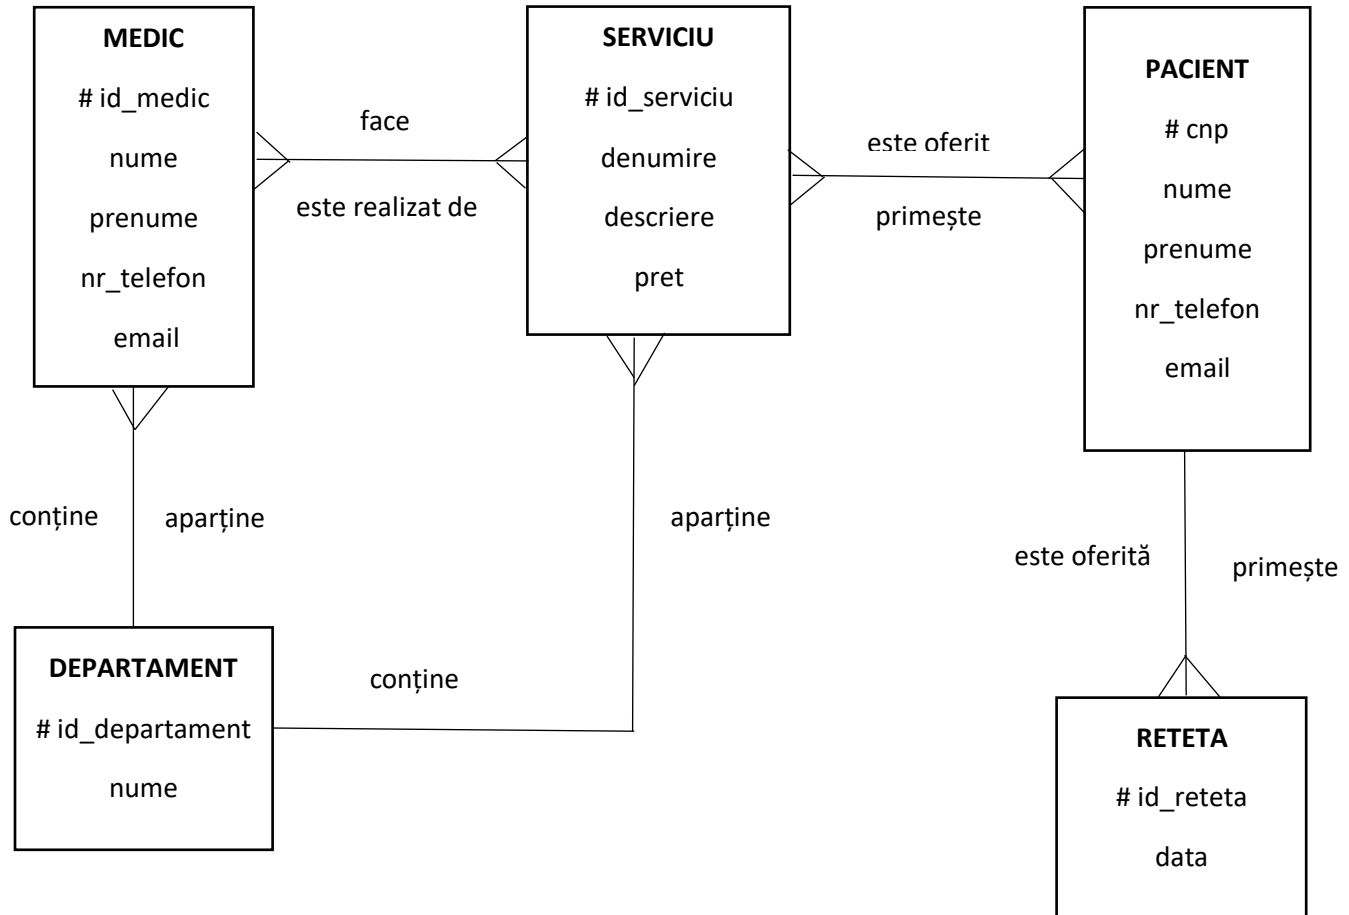 MEDIC
# id_medic
nume
prenume
nr_telefon
email
face
este realizat de
SERVICIU
# id_serviciu
denumire
descriere
pret
este oferit
primește
PACIENT
# cnp
nume
prenume
nr_telefon
email
conține
aparține
aparține
este oferită
primește
DEPARTAMENT
# id_departament
nume
conține
RETETA
# id_reteta
data